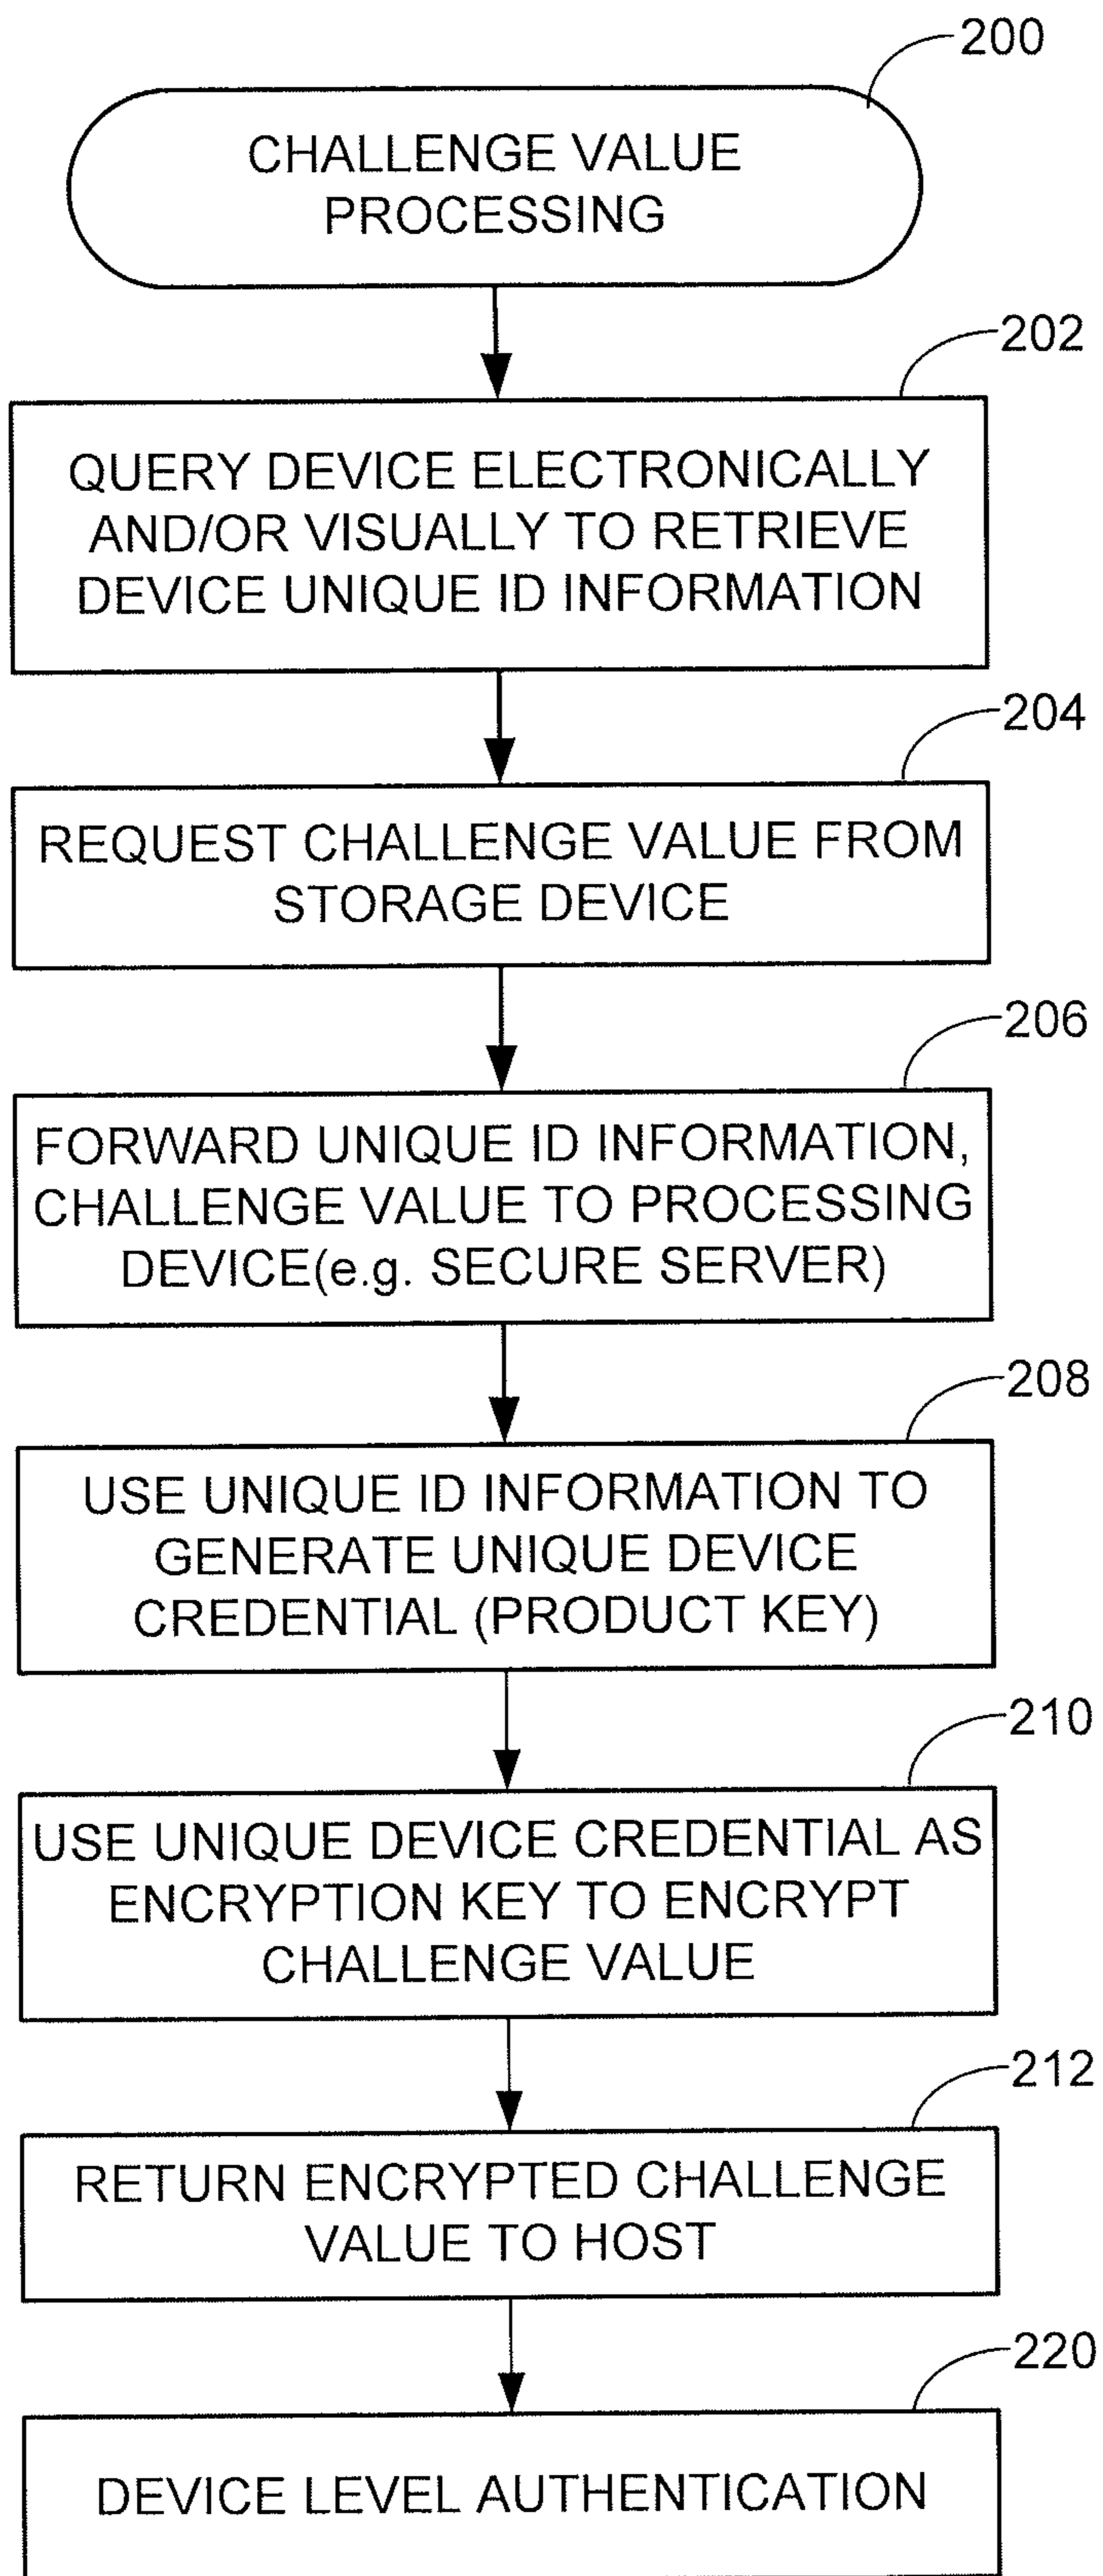 200
CHALLENGE VALUE
PROCESSING
202
QUERY DEVICE ELECTRONICALLY
AND/OR VISUALLY TO RETRIEVE
DEVICE UNIQUE ID INFORMATION
204
REQUEST CHALLENGE VALUE FROM
STORAGE DEVICE
206
FORWARD UNIQUE ID INFORMATION,
CHALLENGE VALUE TO PROCESSING
DEVICE(e.g. SECURE SERVER)
208
USE UNIQUE ID INFORMATION TO
GENERATE UNIQUE DEVICE
CREDENTIAL (PRODUCT KEY)
210
USE UNIQUE DEVICE CREDENTIAL AS
ENCRYPTION KEY TO ENCRYPT
CHALLENGE VALUE
212
RETURN ENCRYPTED CHALLENGE
VALUE TO HOST
220
DEVICE LEVEL AUTHENTICATION